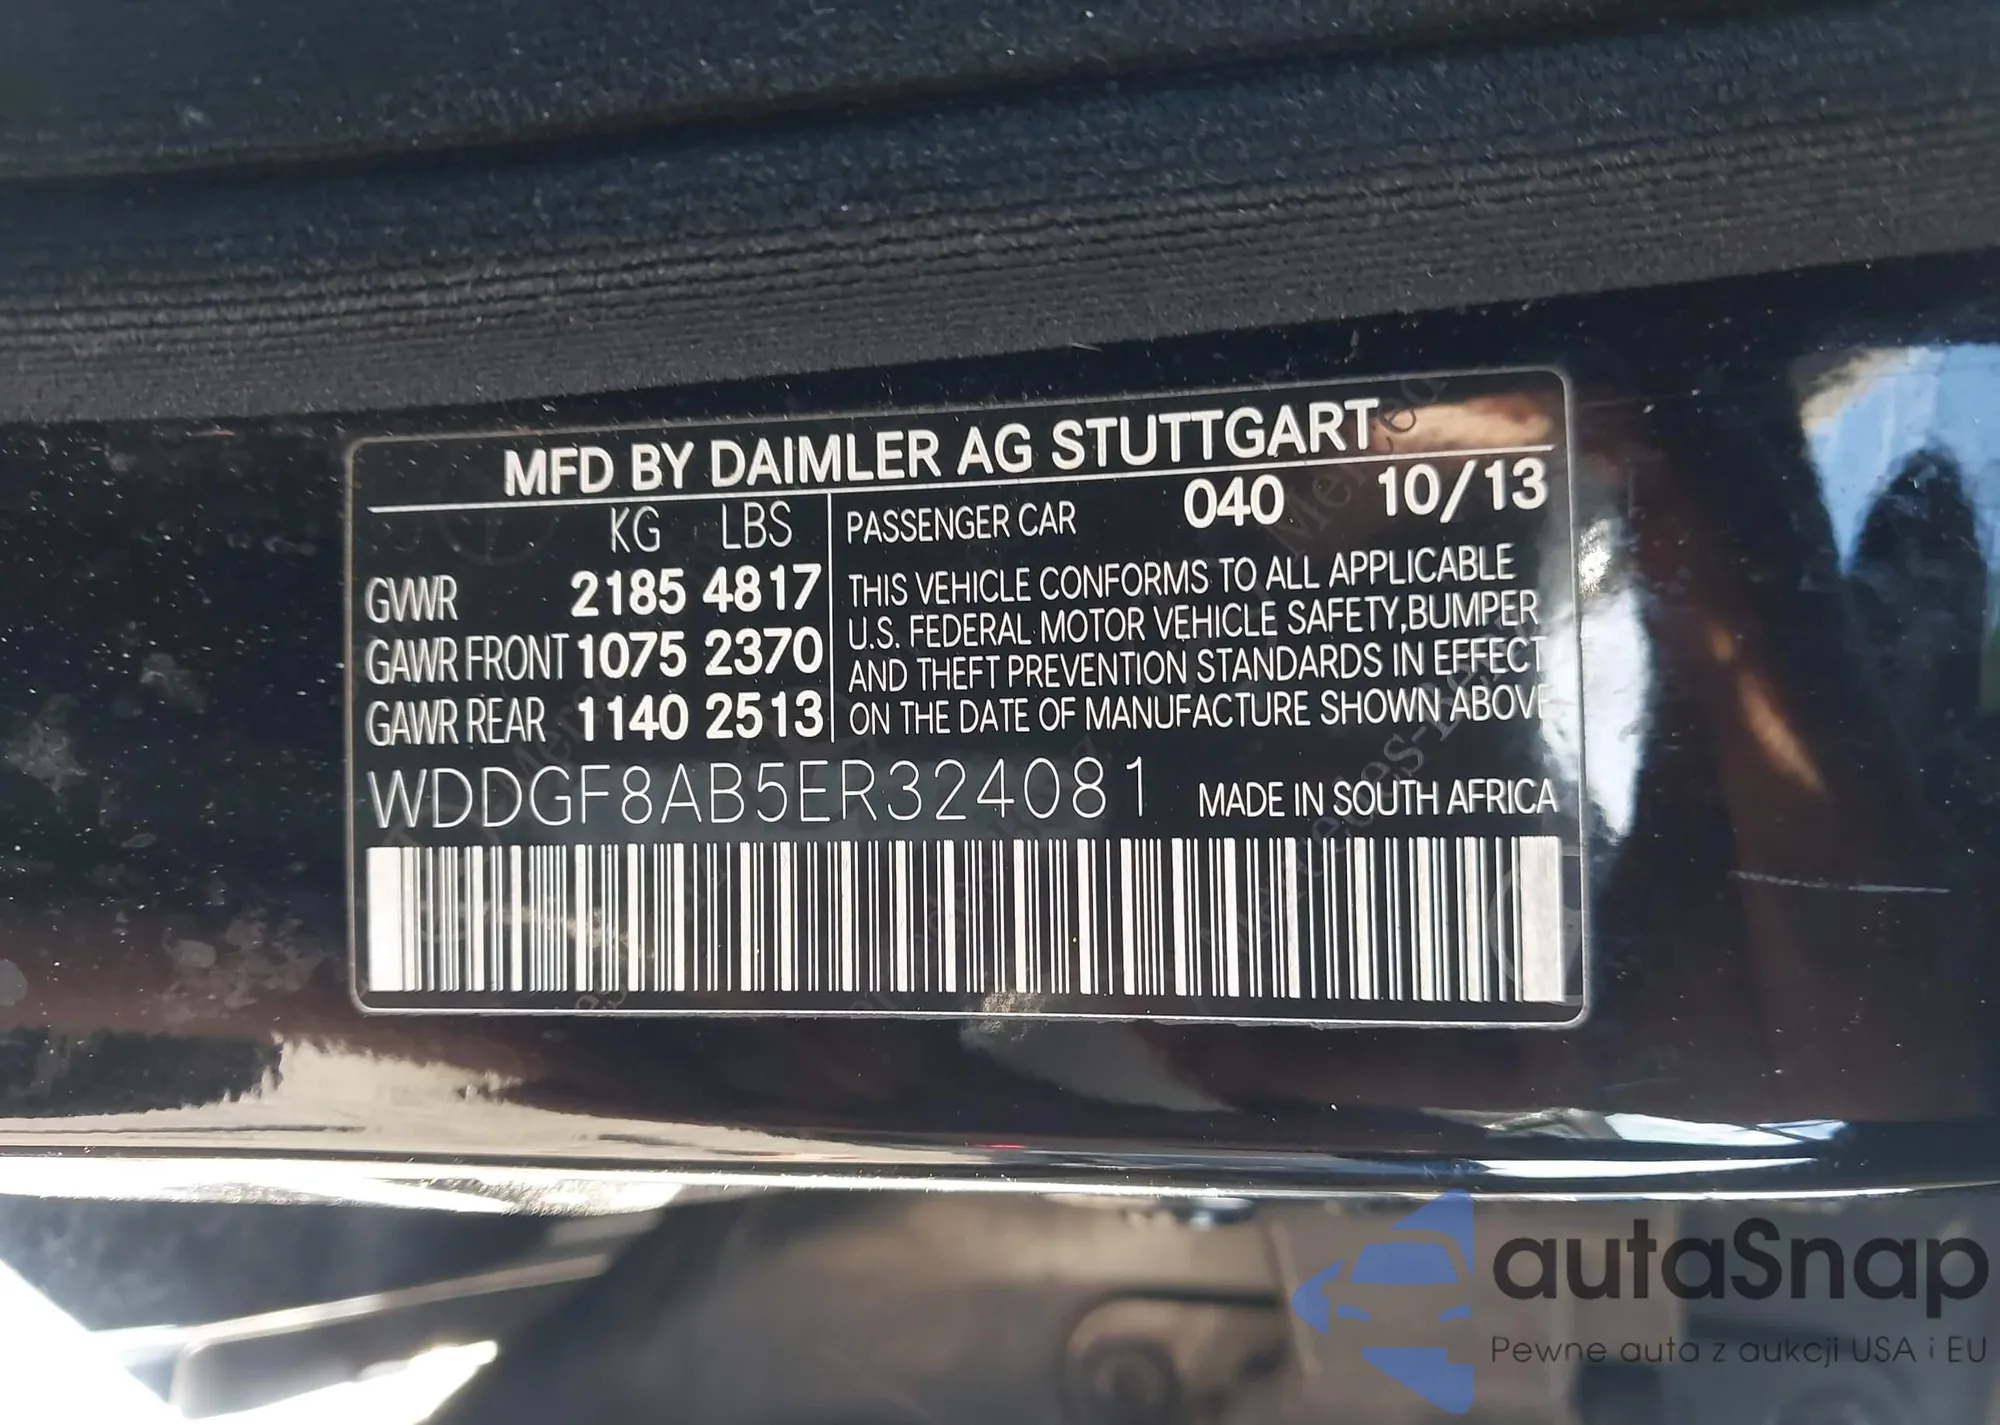 MFD BY DAIMLER AG STUTTGART
KG LBS
GVWR 2185 4817
GAWR FRONT 1075 2370
GAWR REAR 1140 2513
PASSENGER CAR 040 10/13
THIS VEHICLE CONFORMS TO ALL APPLICABLE
U.S. FEDERAL MOTOR VEHICLE SAFETY,BUMPER
AND THEFT PREVENTION STANDARDS IN EFFECT
ON THE DATE OF MANUFACTURE SHOWN ABOVE.
WDDGF8AB5ER324081 MADE IN SOUTH AFRICA
autaSnap
Pewne auta z aukcji USA i EU